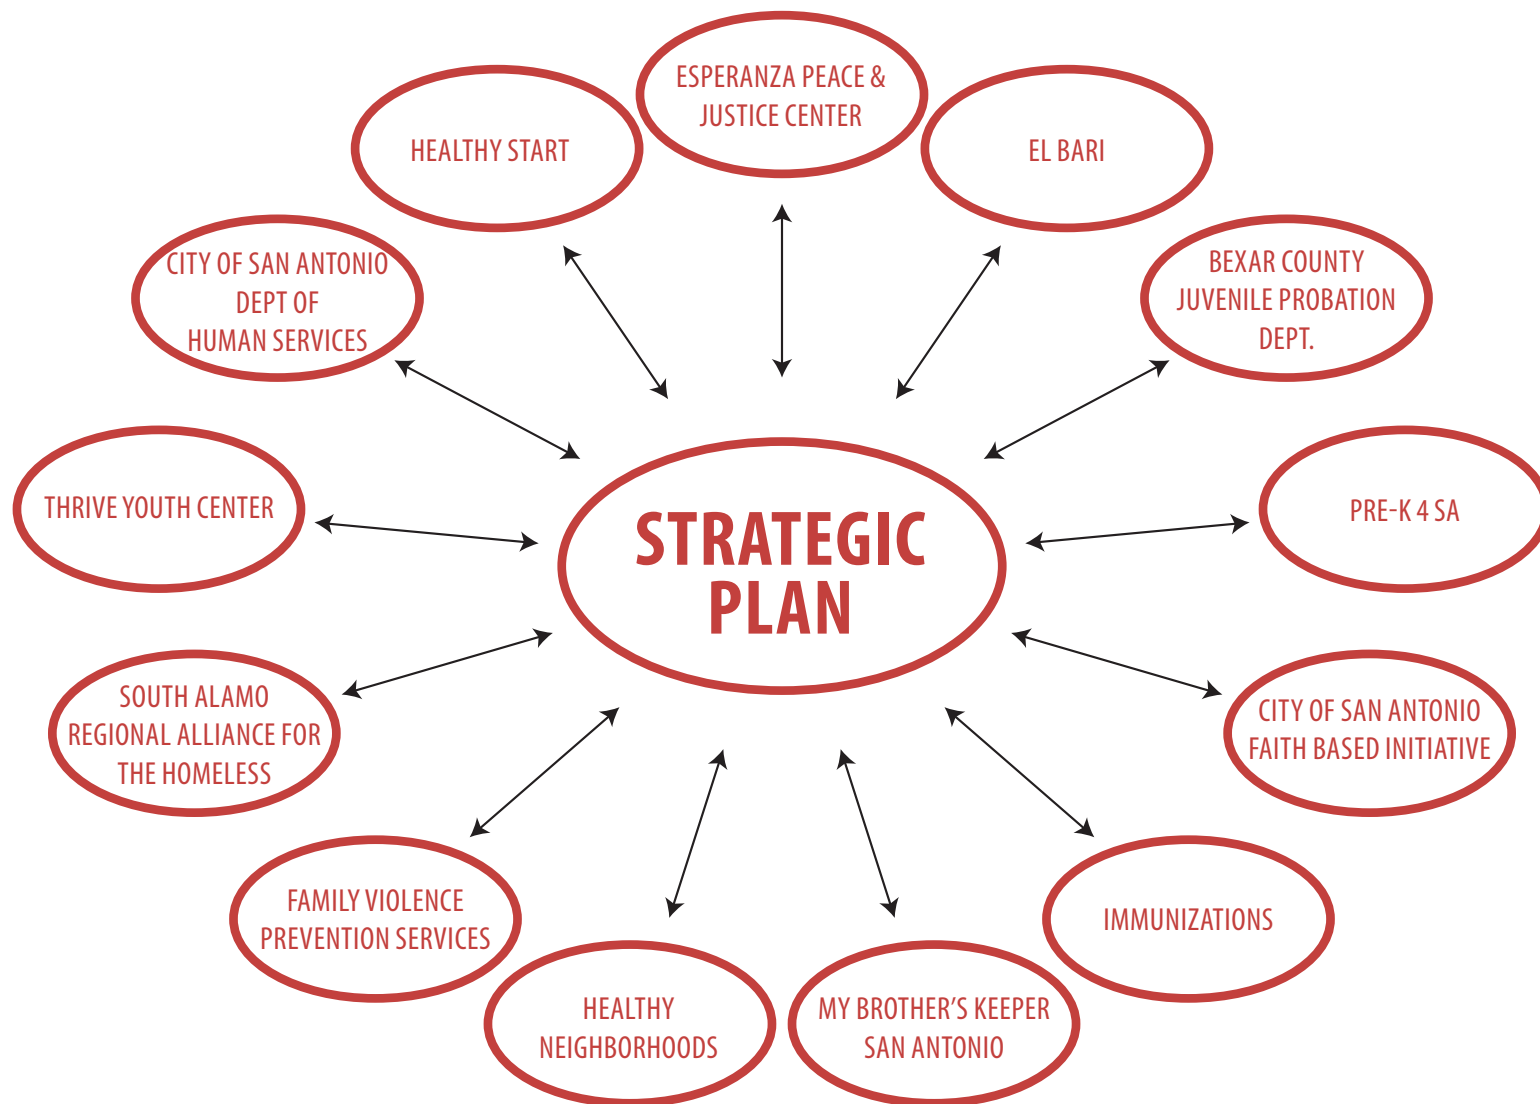 ESPERANZA PEACE &
JUSTICE CENTER
HEALTHY START
EL BARI
CITY OF SAN ANTONIO
DEPT OF
HUMAN SERVICES
BEXAR COUNTY
JUVENILE PROBATION
DEPT.
THRIVE YOUTH CENTER
PRE-K 4 SA
STRATEGIC
PLAN
SOUTH ALAMO
REGIONAL ALLIANCE FOR
THE HOMELESS
CITY OF SAN ANTONIO
FAITH BASED INITIATIVE
FAMILY VIOLENCE
PREVENTION SERVICES
IMMUNIZATIONS
HEALTHY
NEIGHBORHOODS
MY BROTHER’S KEEPER
SAN ANTONIO